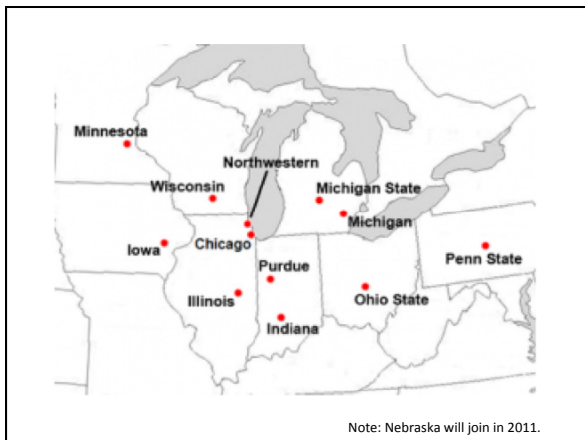 Minnesota
Northwestern
Wisconsin
Michigan State
Michigan
Iowa
Chicago
Penn State
Purdue
Illinois
Ohio State
Indiana
Note: Nebraska will join in 2011.